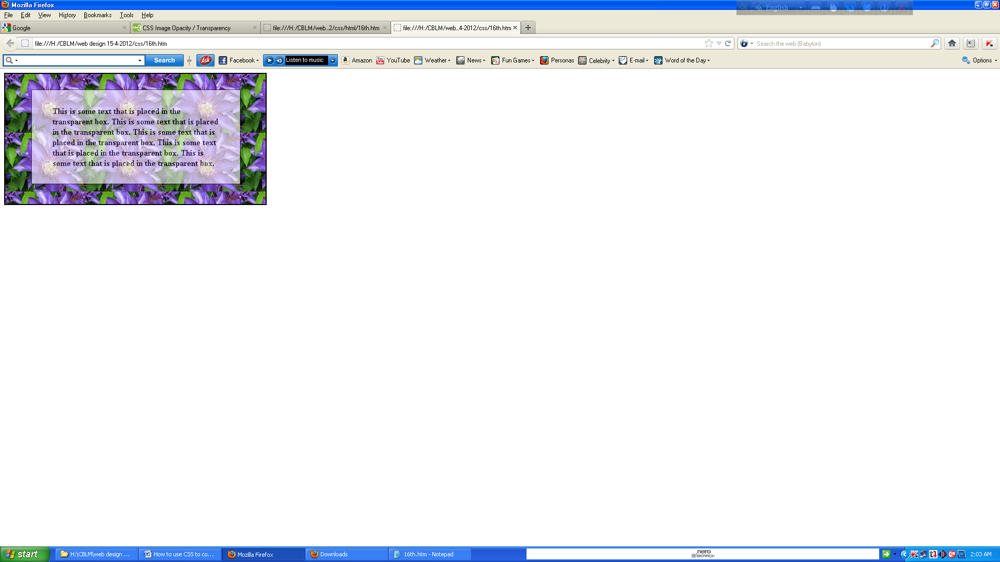 Mozilla Firefox
English
File Edit View History Bookmarks Tools Help
Google
CSS Image Opacity / Transparency
file:///H:/CBLM/web...2/css/html/16th.htm
file:///H:/CBLM/web...4-2012/css/16th.htm
file:///H:/CBLM/web design 15-4-2012/css/16th.htm
Search the web (Babylon)
Search
Ask
Facebook
Listen to music
Amazon
YouTube
Weather
News
Fun Games
Personas
Celebrity
E-mail
Word of the Day
Options
This is some text that is placed in the
transparent box. This is some text that is placed
in the transparent box. This is some text that is
placed in the transparent box. This is some text
that is placed in the transparent box. This is
some text that is placed in the transparent box.
start
H:\CBLM\web design ...
How to use CSS to co...
Mozilla Firefox
Downloads
16th.htm - Notepad
nero
SEARCH
2:03 AM